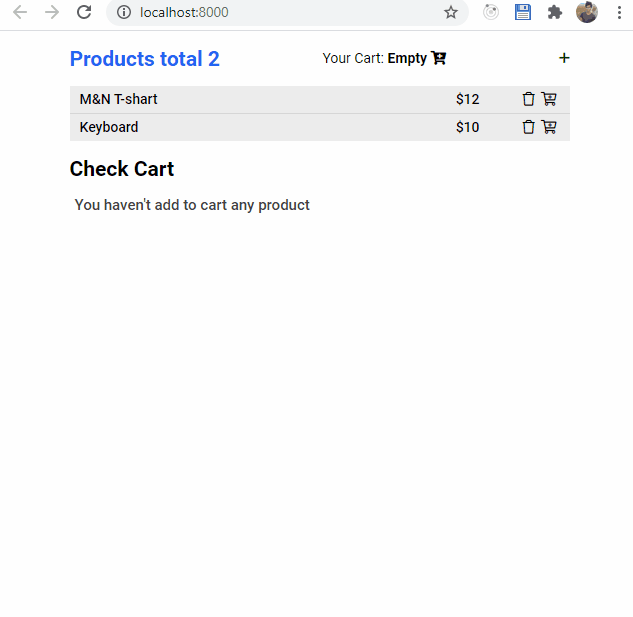 localhost:8000
Products total 2
Your Cart: Empty
+
M&N T-shart $12
Keyboard $10
Check Cart
You haven't add to cart any product